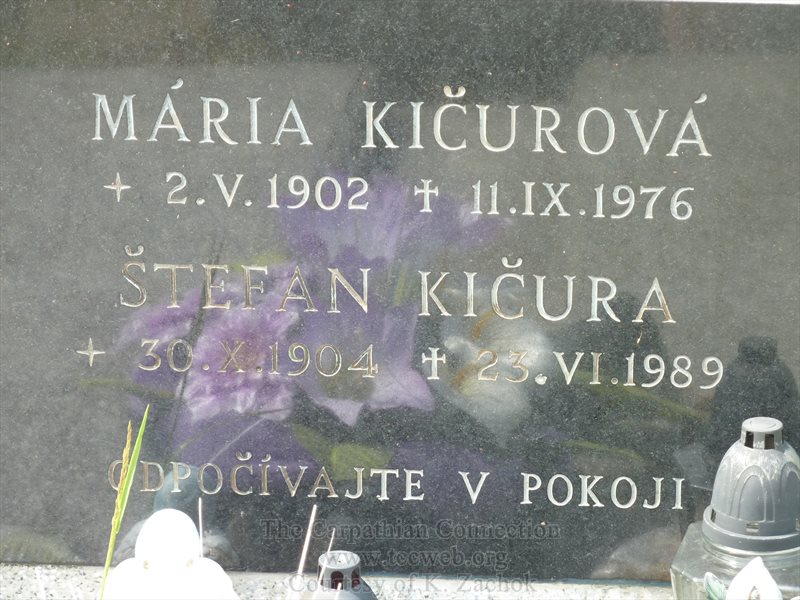 MÁRIA KIČUROVÁ
+ 2.V.1902 † 11.IX.1976
ŠTEFAN KIČURA
+ 30.X.1904 † 23.VI.1989
ODPOČÍVAJTE V POKOJI
The Carpathian Connection
www.tccweb.org
Courtesy of K. Zachok